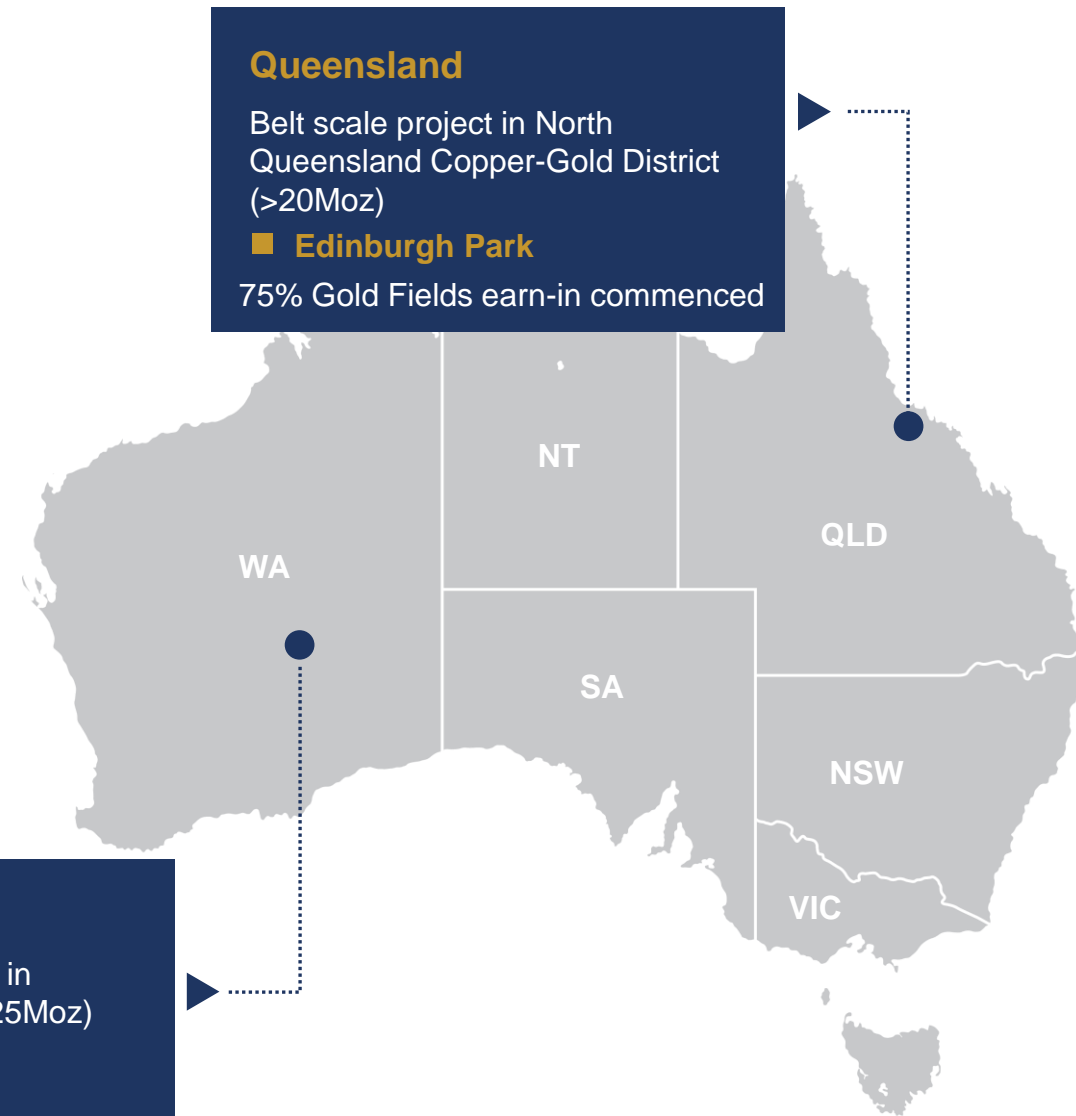 Queensland
Belt scale project in North
Queensland Copper-Gold District
(>20Moz)
Edinburgh Park
75% Gold Fields earn-in commenced
NT
QLD
WA
SA
NSW
VIC
in
25Moz)